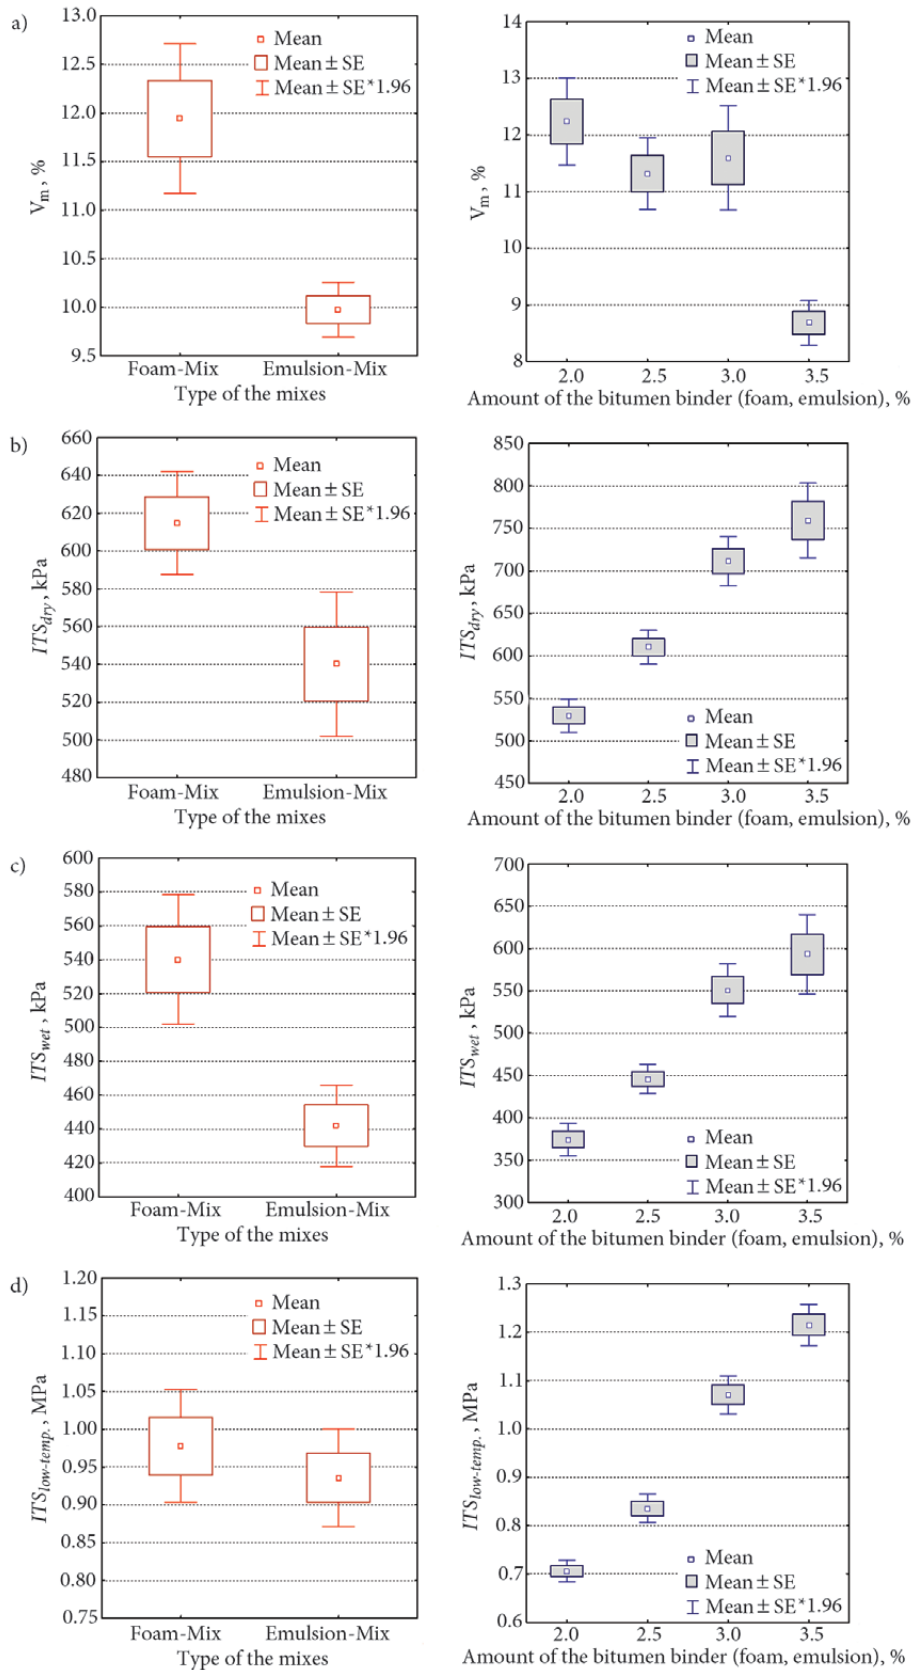 a)
13.0
12.5
12.0
11.5
11.0
10.5
10.0
9.5
V_m, %
Mean
Mean ± SE
Mean ± SE*1.96
Foam-Mix Emulsion-Mix
Type of the mixes
14
13
12
11
10
9
8
V_m, %
Mean
Mean ± SE
Mean ± SE*1.96
2.0 2.5 3.0 3.5
Amount of the bitumen binder (foam, emulsion), %
b)
660
640
620
600
580
560
540
520
500
480
ITS_dry, kPa
Mean
Mean ± SE
Mean ± SE*1.96
Foam-Mix Emulsion-Mix
Type of the mixes
850
800
750
700
650
600
550
500
450
ITS_dry, kPa
Mean
Mean ± SE
Mean ± SE*1.96
2.0 2.5 3.0 3.5
Amount of the bitumen binder (foam, emulsion), %
c)
600
580
560
540
520
500
480
460
440
420
400
ITS_wet, kPa
Mean
Mean ± SE
Mean ± SE*1.96
Foam-Mix Emulsion-Mix
Type of the mixes
700
650
600
550
500
450
400
350
300
ITS_wet, kPa
Mean
Mean ± SE
Mean ± SE*1.96
2.0 2.5 3.0 3.5
Amount of the bitumen binder (foam, emulsion), %
d)
1.20
1.15
1.10
1.05
1.00
0.95
0.90
0.85
0.80
0.75
ITS_low-temp., MPa
Mean
Mean ± SE
Mean ± SE*1.96
Foam-Mix Emulsion-Mix
Type of the mixes
1.3
1.2
1.1
1.0
0.9
0.8
0.7
0.6
ITS_low-temp., MPa
Mean
Mean ± SE
Mean ± SE*1.96
2.0 2.5 3.0 3.5
Amount of the bitumen binder (foam, emulsion), %